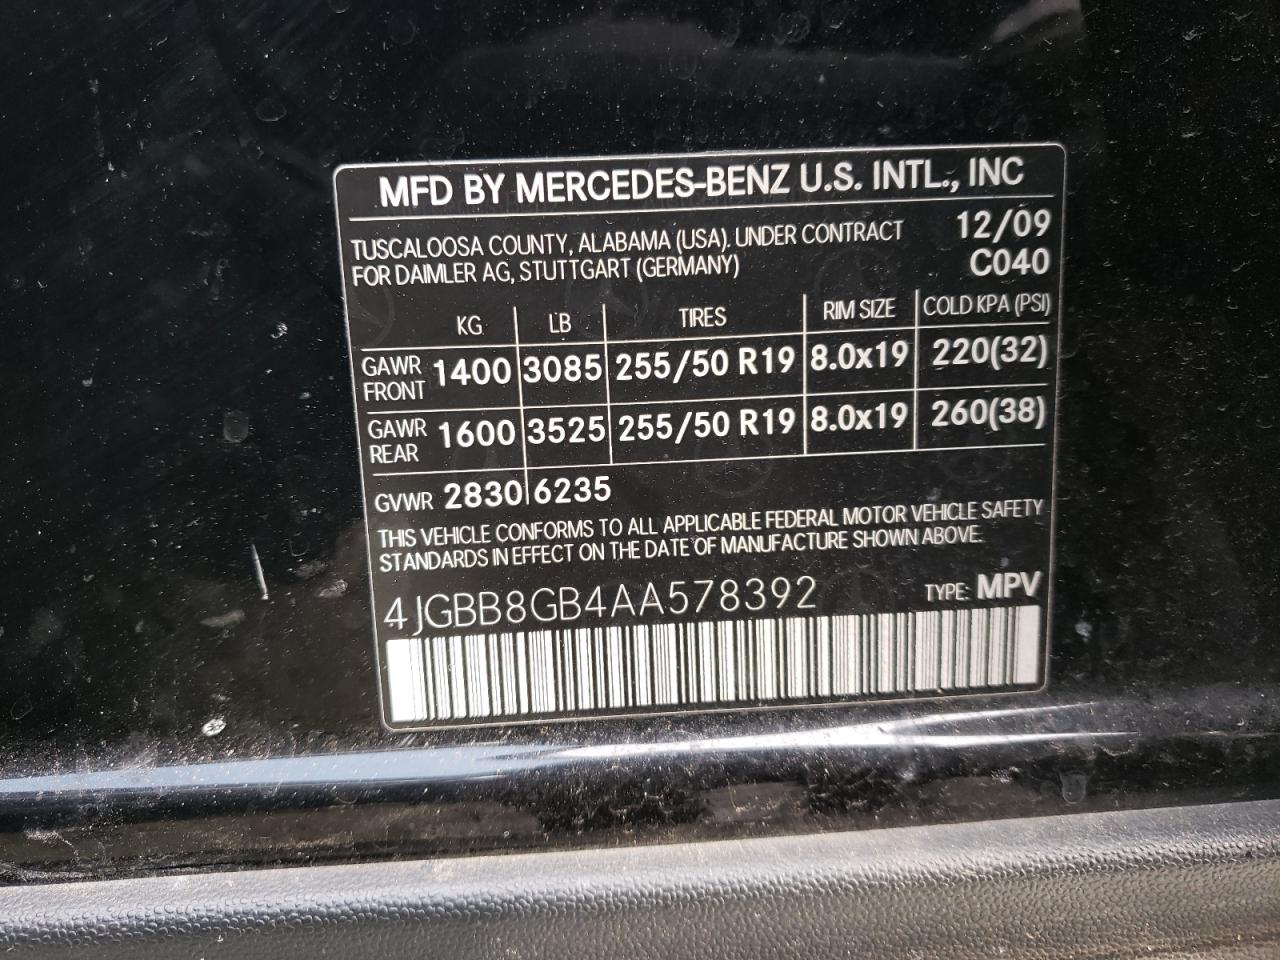 MFD BY MERCEDES-BENZ U.S. INTL., INC
TUSCALOOSA COUNTY, ALABAMA (USA). UNDER CONTRACT 12/09
FOR DAIMLER AG, STUTTGART (GERMANY) C040
KG LB TIRES RIM SIZE COLD KPA (PSI)
GAWR FRONT 1400 3085 255/50 R19 8.0x19 220(32)
GAWR REAR 1600 3525 255/50 R19 8.0x19 260(38)
GVWR 2830 6235
THIS VEHICLE CONFORMS TO ALL APPLICABLE FEDERAL MOTOR VEHICLE SAFETY
STANDARDS IN EFFECT ON THE DATE OF MANUFACTURE SHOWN ABOVE.
4JGBB8GB4AA578392 TYPE: MPV